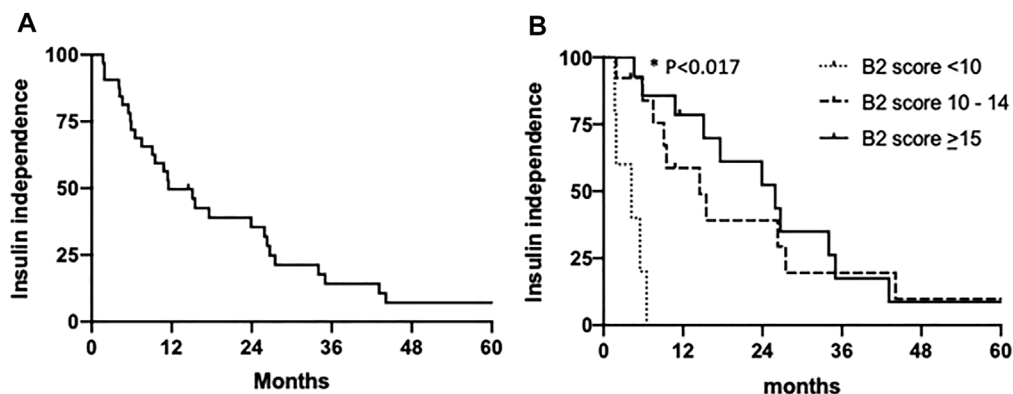 A
Insulin independence
100
75
50
25
0
0 12 24 36 48 60
Months
B
Insulin independence
100
75
50
25
0
* P<0.017
B2 score <10
B2 score 10 - 14
B2 score ≥15
0 12 24 36 48 60
months